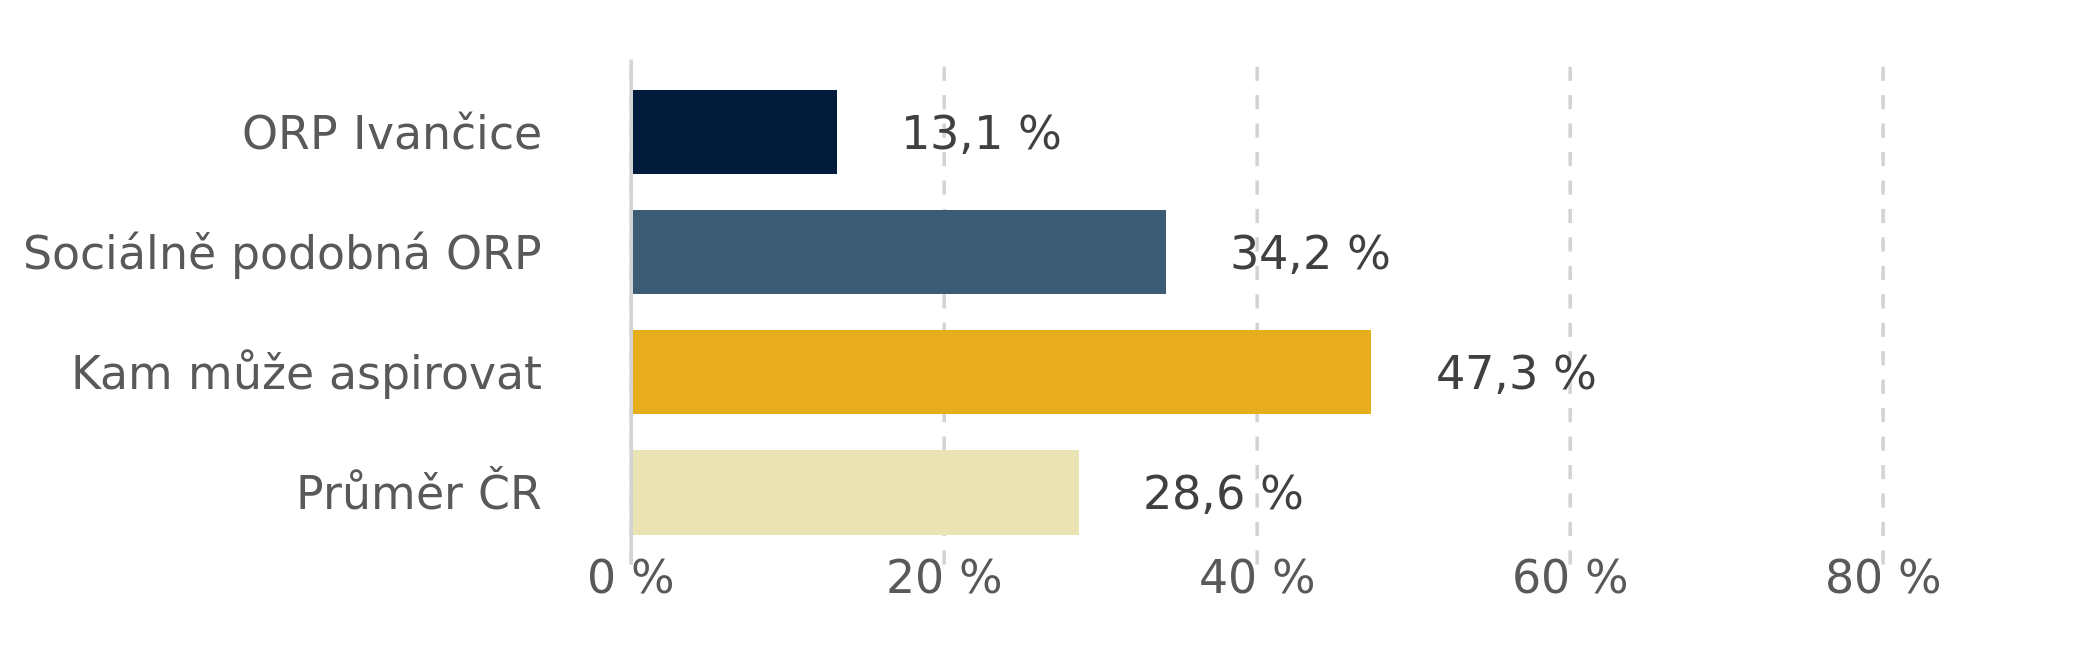 ORP Ivančice
13,1 %
Sociálně podobná ORP
34,2 %
Kam může aspirovat
47,3 %
Průměr ČR
28,6 %
0 %
20 %
40 %
60 %
80 %